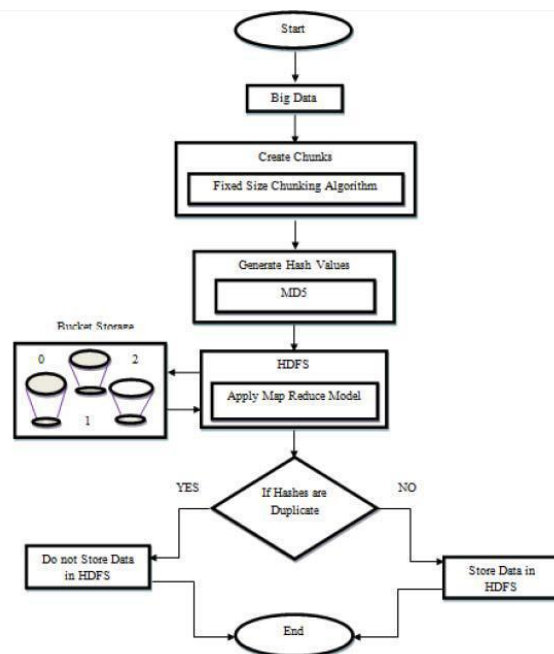 Start
Big Data
Create Chunks
Fixed Size Chunking Algorithm
Generate Hash Values
MD5
Bucket Storage
0
2
1
HDFS
Apply Map Reduce Model
YES
If Hashes are
Duplicate
NO
Do not Store Data
in HDFS
Store Data in
HDFS
End